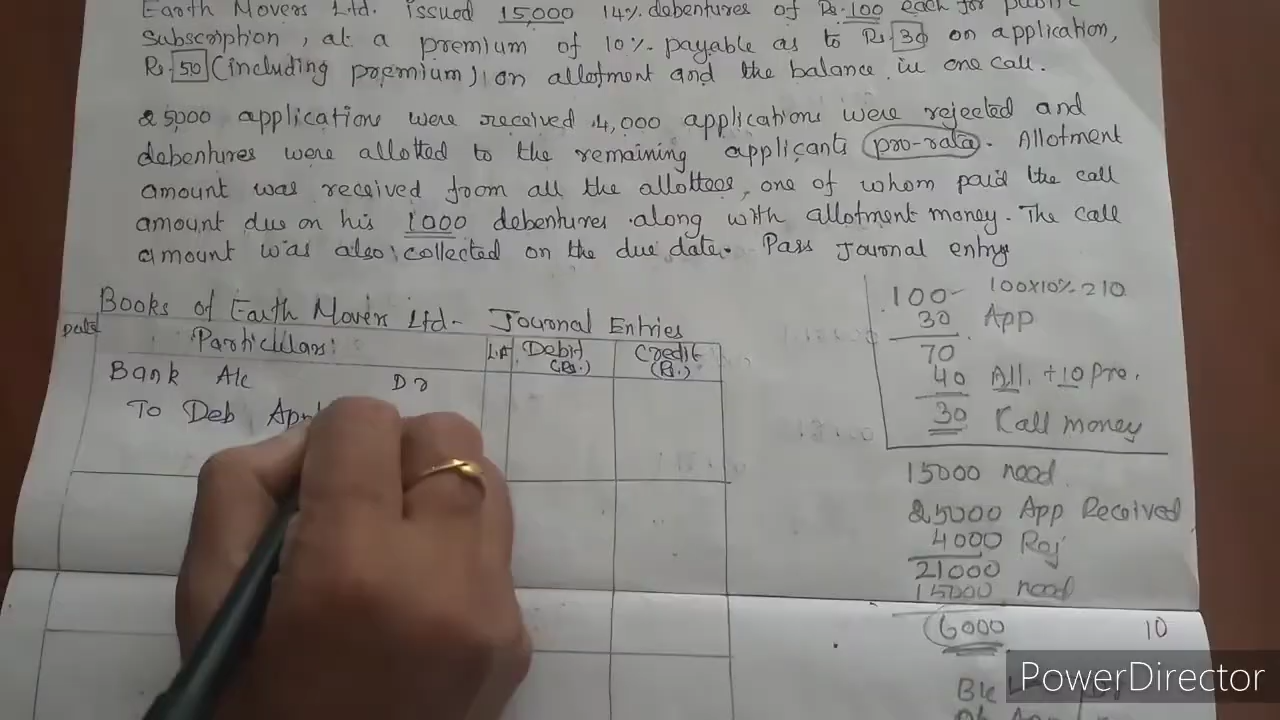 Earth Movers Ltd. issued 15,000 14% debentures of Rs.100 each for public
subscription, at a premium of 10% payable as to Rs 30 on application,
Rs. 50 (including premium) on allotment and the balance in one call.
25,000 applications were received 4,000 applications were rejected and
debentures were allotted to the remaining applicants (pro-rata). Allotment
amount was received from all the allottees, one of whom paid the call
amount due on his 1000 debentures along with allotment money. The call
amount was also collected on the due date. Pass Journal entry
Books of Earth Movers Ltd- Journal Entries
Date
Particulars:
L.F
Debit
(Rs.)
Credit
(Rs.)
Bank A/c Dr
To Deb
100- 100x10%=10
30 App
70
40 All. +10 Pre.
30 Call money
15000 need
25000 App Received
4000 Rej
21000
15000 need
6000 10
PowerDirector